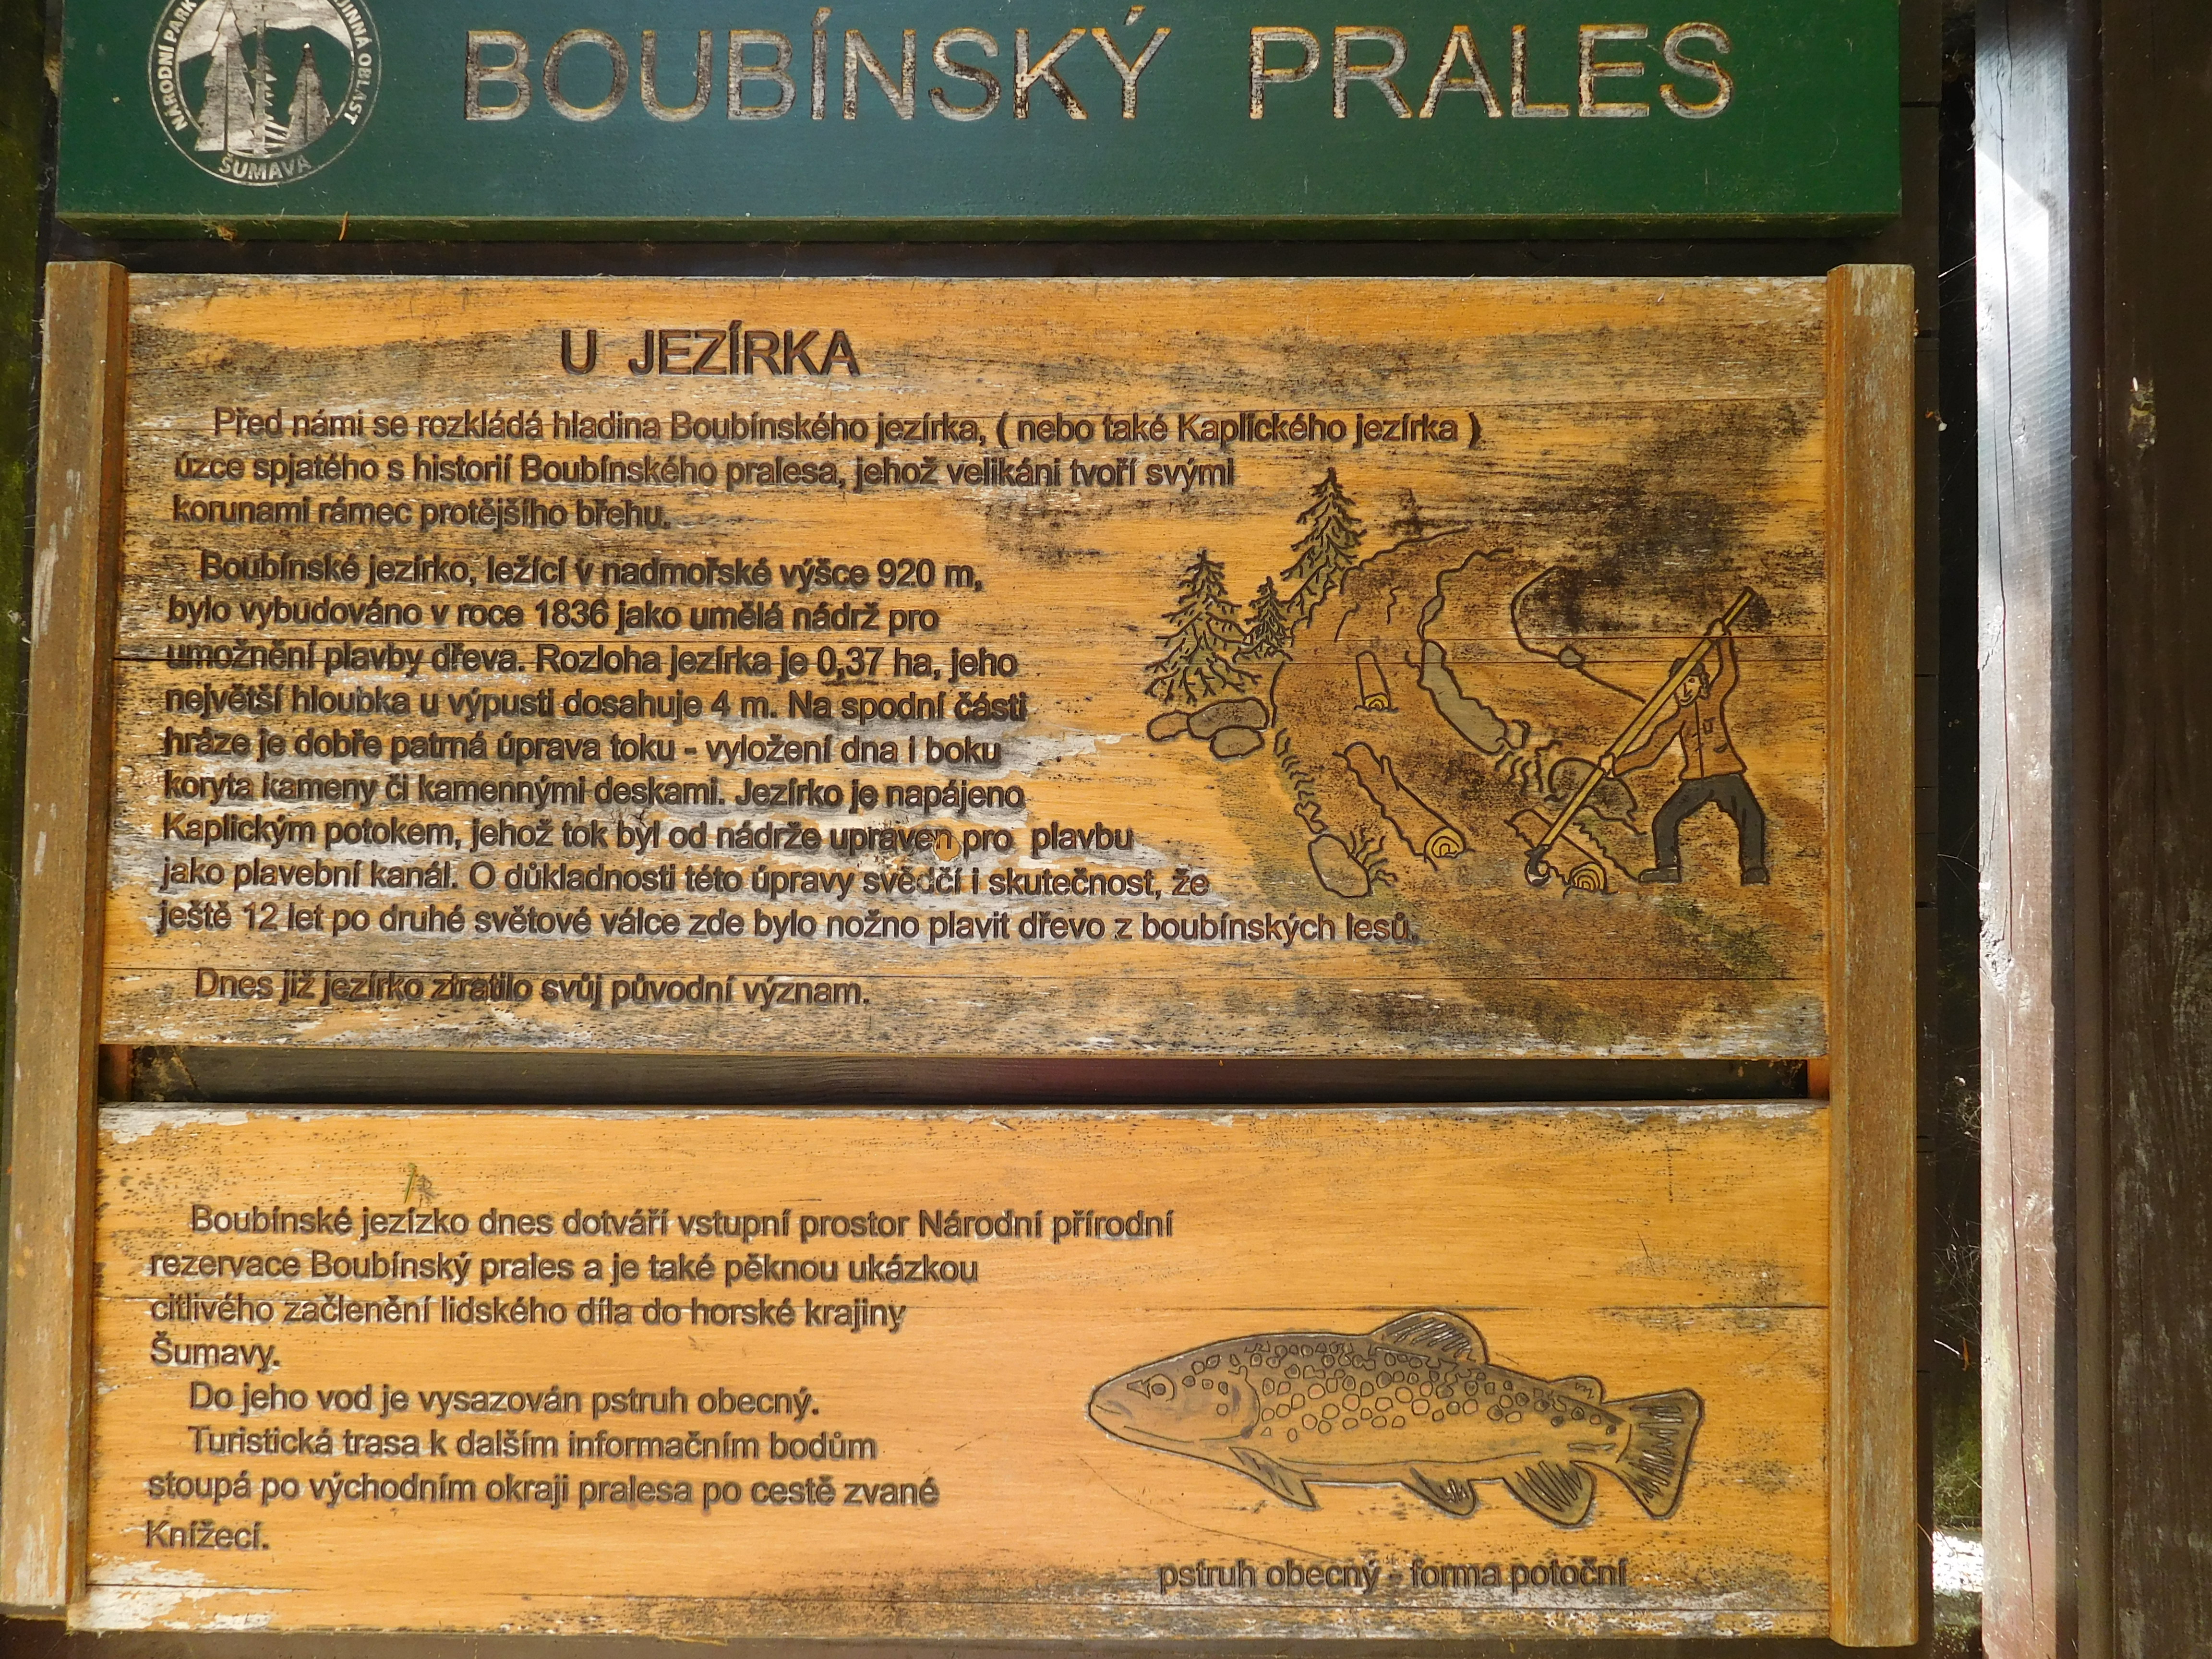 NÁRODNÍ PARK
JINNÁ OBLAST
ŠUMAVA
BOUBÍNSKÝ PRALES
U JEZÍRKA
Před námi se rozkládá hladina Boubínského jezírka, ( nebo také Kaplického jezírka )
úzce spjatého s historií Boubínského pralesa, jehož velikáni tvoří svými
korunami rámec protějšího břehu.
Boubínské jezírko, ležící v nadmořské výšce 920 m,
bylo vybudováno v roce 1836 jako umělá nádrž pro
umožnění plavby dřeva. Rozloha jezírka je 0,37 ha, jeho
největší hloubka u výpusti dosahuje 4 m. Na spodní části
hráze je dobře patrná úprava toku - vyložení dna i boku
koryta kameny či kamennými deskami. Jezírko je napájeno
Kaplickým potokem, jehož tok byl od nádrže upraven pro plavbu
jako plavební kanál. O důkladnosti této úpravy svědčí i skutečnost, že
ještě 12 let po druhé světové válce zde bylo nožno plavit dřevo z boubínských lesů.
Dnes již jezírko ztratilo svůj původní význam.
Boubínské jezízko dnes dotváří vstupní prostor Národní přírodní
rezervace Boubínský prales a je také pěknou ukázkou
citlivého začlenění lidského díla do horské krajiny
Šumavy.
Do jeho vod je vysazován pstruh obecný.
Turistická trasa k dalším informačním bodům
stoupá po východním okraji pralesa po cestě zvané
Knížecí.
pstruh obecný - forma potoční